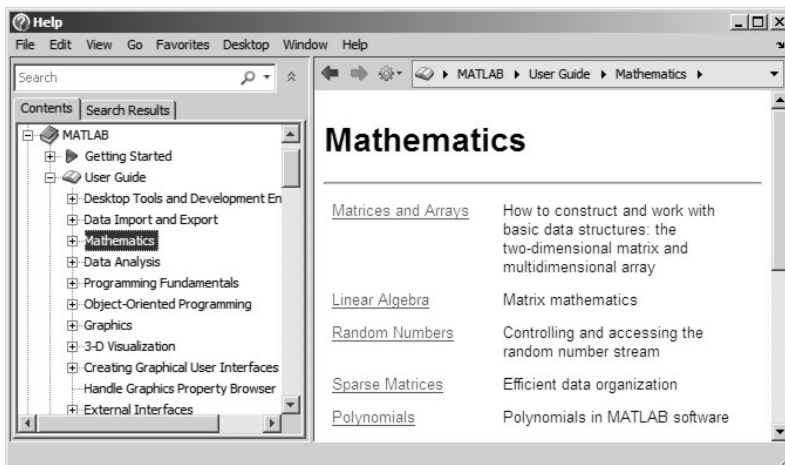 Help
File Edit View Go Favorites Desktop Window Help
Search
MATLAB User Guide Mathematics
Contents Search Results
MATLAB
Getting Started
User Guide
Desktop Tools and Development En
Data Import and Export
Mathematics
Data Analysis
Programming Fundamentals
Object-Oriented Programming
Graphics
3-D Visualization
Creating Graphical User Interfaces
Handle Graphics Property Browser
External Interfaces
Mathematics
Matrices and Arrays How to construct and work with
basic data structures: the
two-dimensional matrix and
multidimensional array
Linear Algebra Matrix mathematics
Random Numbers Controlling and accessing the
random number stream
Sparse Matrices Efficient data organization
Polynomials Polynomials in MATLAB software